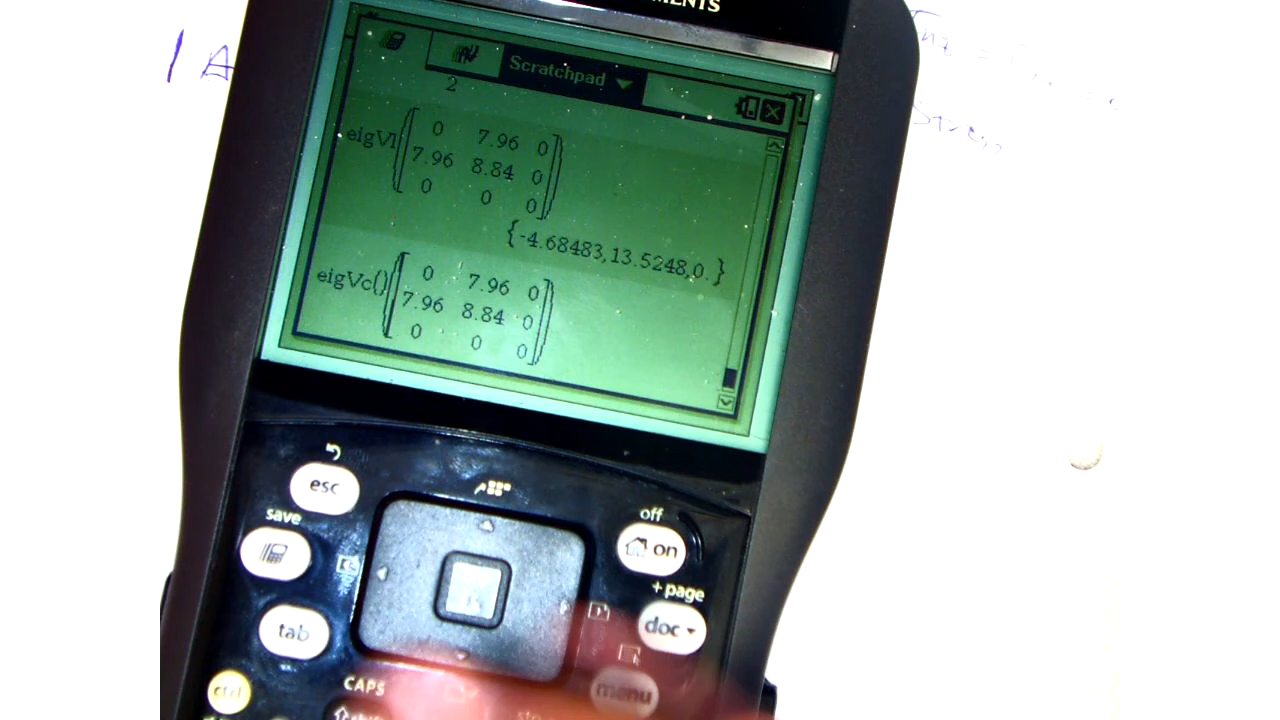 MENTS
Scratchpad
2
eigVl
0 7.96 0
7.96 8.84 0
0 0 0
{-4.68483,13.5248,0.}
eigVc()
0 7.96 0
7.96 8.84 0
0 0 0
esc
off
save
on
+ page
tab
doc
CAPS
menu
ctrl